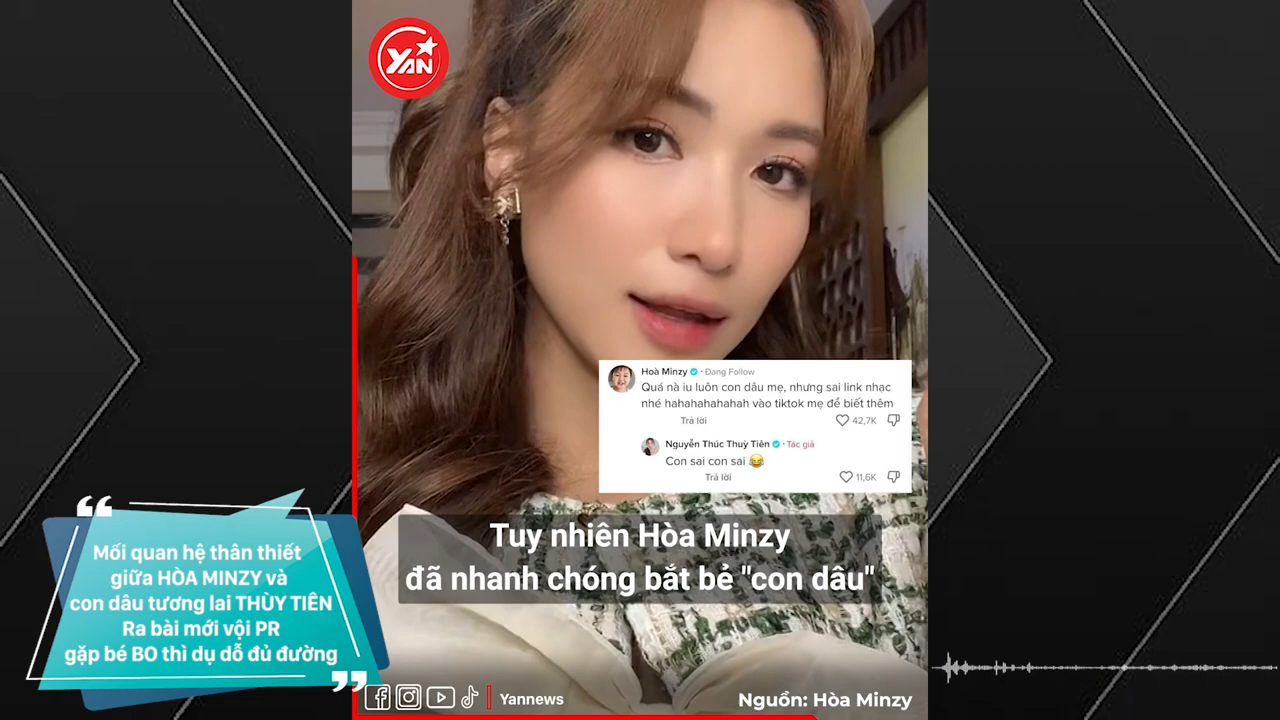 YAN
Hoà Minzy · Đang Follow
Quá nà iu luôn con dâu mẹ, nhưng sai link nhạc
nhé hahahahahahah vào tiktok mẹ để biết thêm
Trả lời
42,7K
Nguyễn Thúc Thuỳ Tiên · Tác giả
Con sai con sai 😂
Trả lời
11,6K
Tuy nhiên Hòa Minzy
đã nhanh chóng bắt bẻ "con dâu"
Mối quan hệ thân thiết
giữa HÒA MINZY và
con dâu tương lai THÙY TIÊN
Ra bài mới vội PR
gặp bé BO thì dụ dỗ đủ đường
Yannews
Nguồn: Hòa Minzy